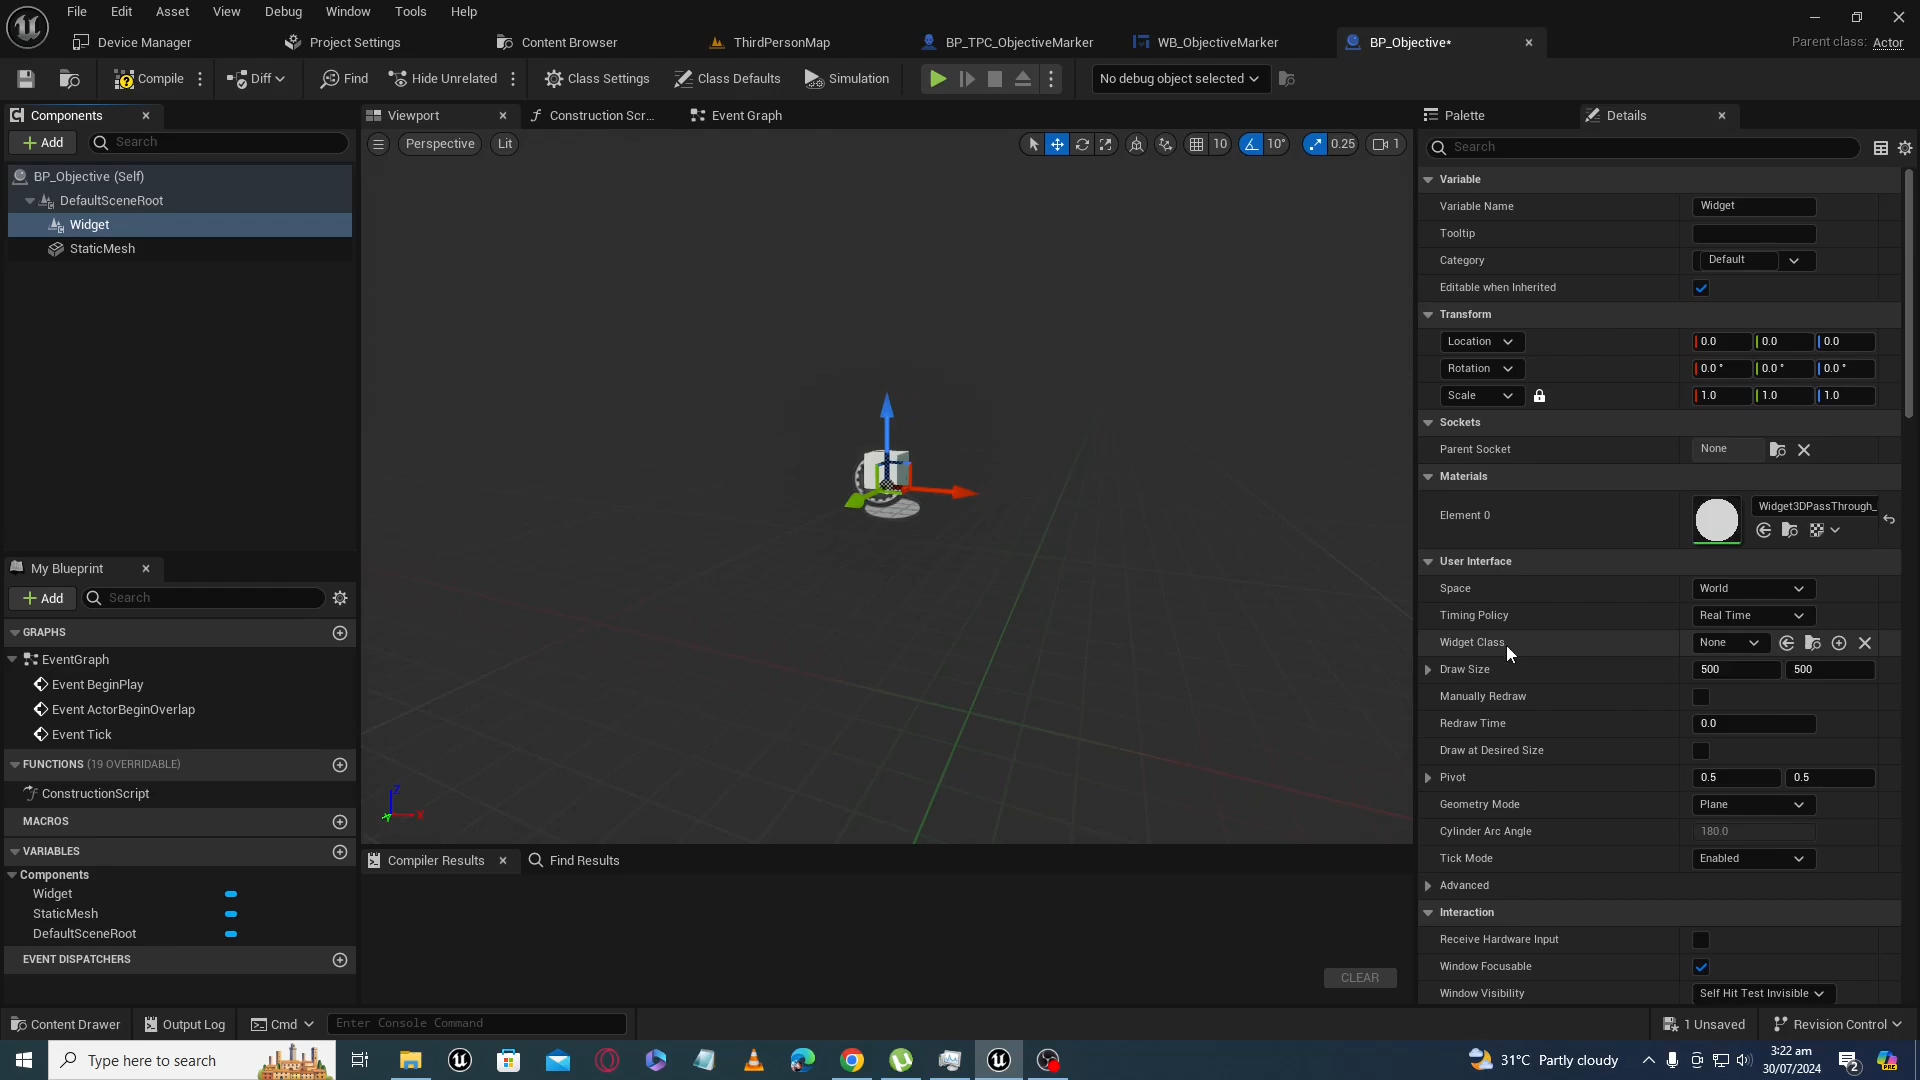 File Edit Asset View Debug Window Tools Help
Device Manager Project Settings Content Browser ThirdPersonMap BP_TPC_ObjectiveMarker WB_ObjectiveMarker BP_Objective* Parent class: Actor
Compile Diff Find Hide Unrelated Class Settings Class Defaults Simulation No debug object selected
Components
Add Search
BP_Objective (Self)
DefaultSceneRoot
Widget
StaticMesh
My Blueprint
Add Search
GRAPHS
EventGraph
Event BeginPlay
Event ActorBeginOverlap
Event Tick
FUNCTIONS (19 OVERRIDABLE)
ConstructionScript
MACROS
VARIABLES
Components
Widget
StaticMesh
DefaultSceneRoot
EVENT DISPATCHERS
Viewport Construction Scr... Event Graph
Perspective Lit 10 10° 0.25 1
Z
X
Y
Compiler Results Find Results
CLEAR
Palette Details
Search
Variable
Variable Name Widget
Tooltip
Category Default
Editable when Inherited
Transform
Location 0.0 0.0 0.0
Rotation 0.0 ° 0.0 ° 0.0 °
Scale 1.0 1.0 1.0
Sockets
Parent Socket None
Materials
Element 0 Widget3DPassThrough_
User Interface
Space World
Timing Policy Real Time
Widget Class None
Draw Size 500 500
Manually Redraw
Redraw Time 0.0
Draw at Desired Size
Pivot 0.5 0.5
Geometry Mode Plane
Cylinder Arc Angle 180.0
Tick Mode Enabled
Advanced
Interaction
Receive Hardware Input
Window Focusable
Window Visibility Self Hit Test Invisible
Content Drawer Output Log Cmd Enter Console Command 1 Unsaved Revision Control
Type here to search 31°C Partly cloudy 3:22 am
30/07/2024 2